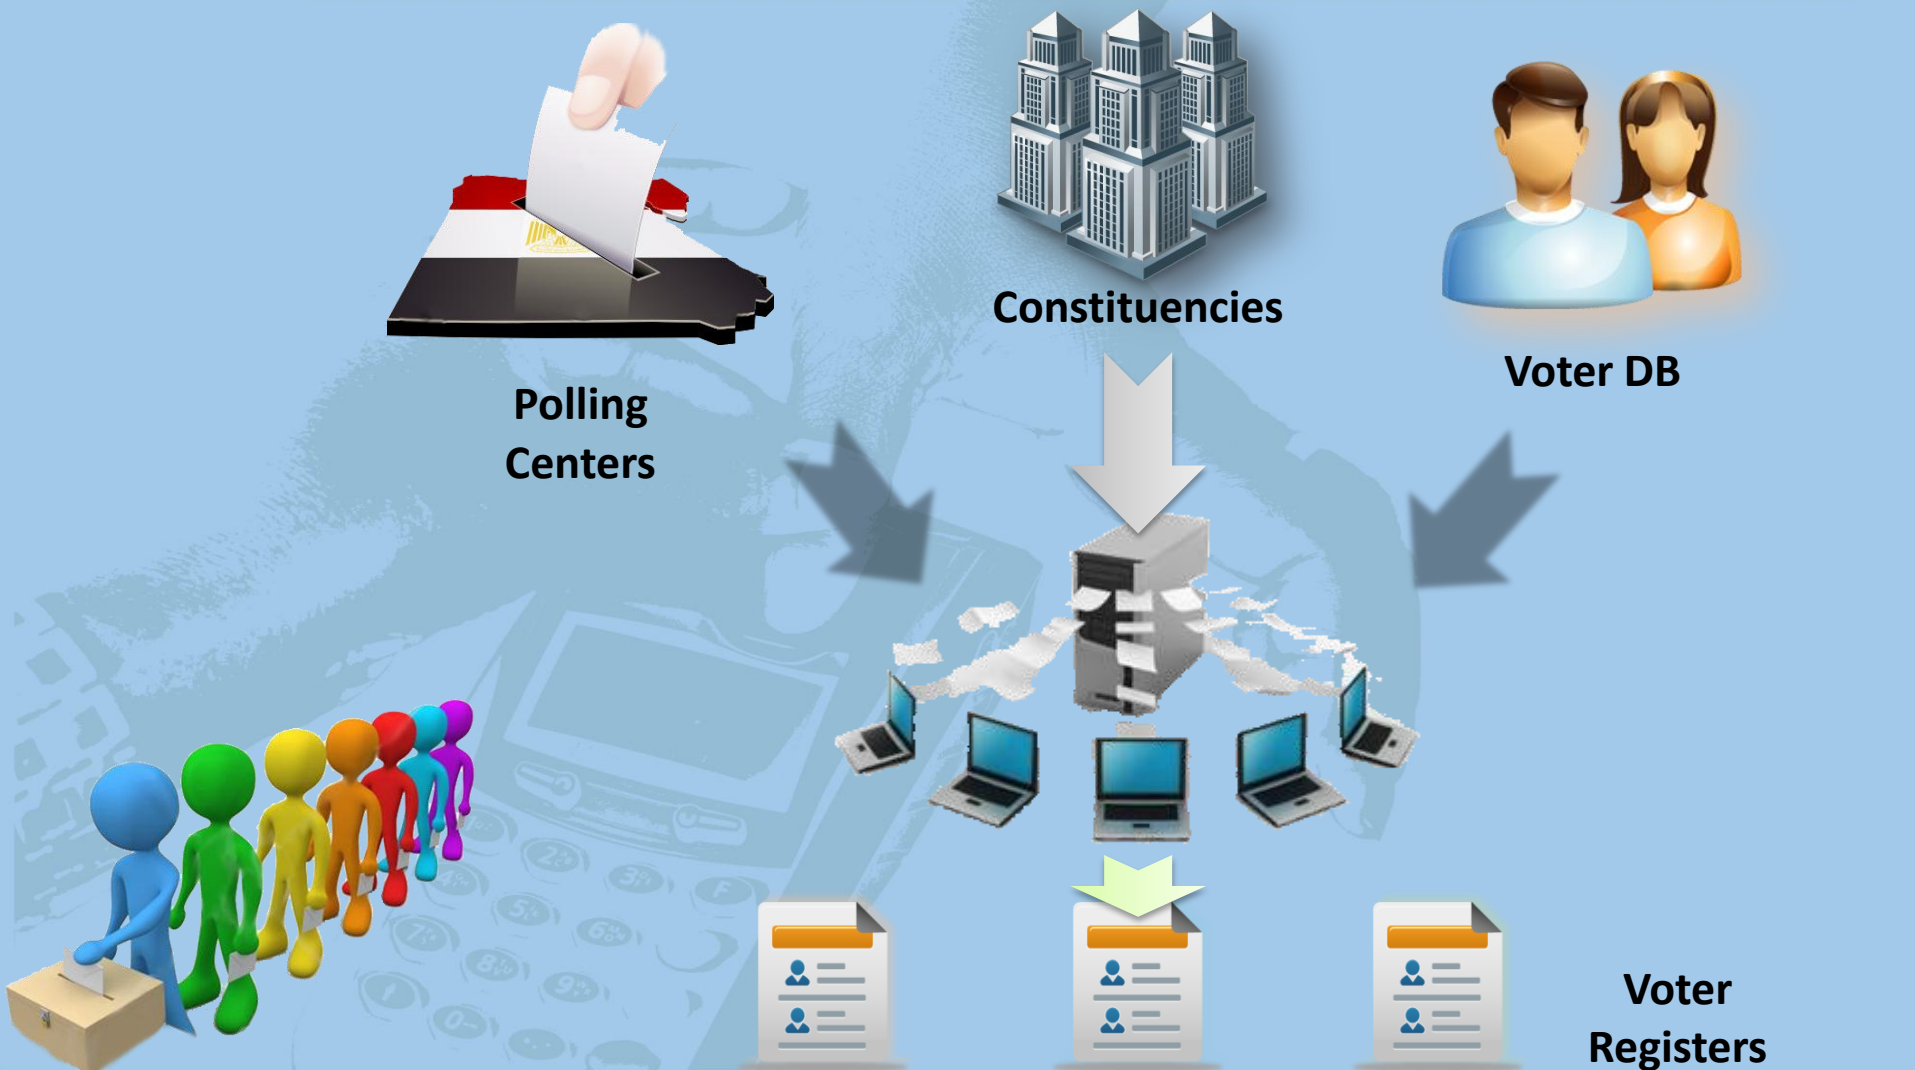 Constituencies
Voter DB
Polling
Centers
Voter
Registers